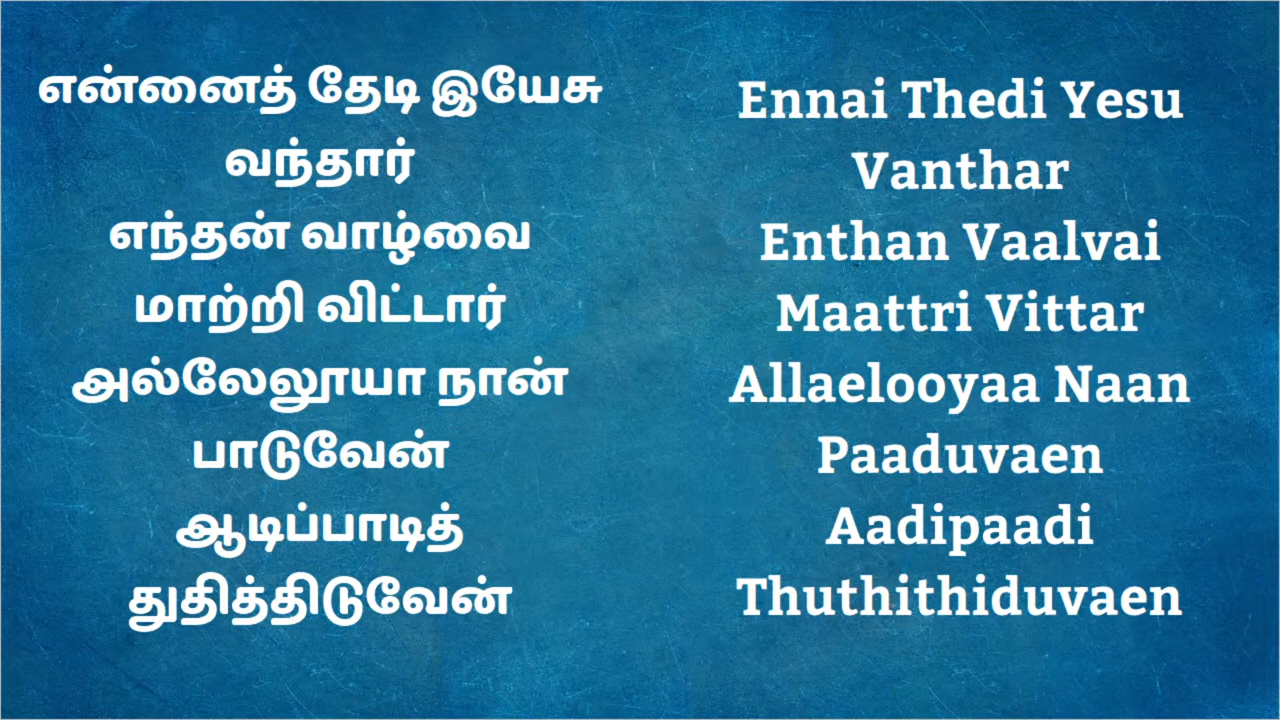 என்னைத் தேடி இயேசு
வந்தார்
எந்தன் வாழ்வை
மாற்றி விட்டார்
அல்லேலூயா நான்
பாடுவேன்
ஆடிப்பாடித்
துதித்திடுவேன்
Ennai Thedi Yesu
Vanthar
Enthan Vaalvai
Maattri Vittar
Allaelooyaa Naan
Paaduvaen
Aadipaadi
Thuthithiduvaen